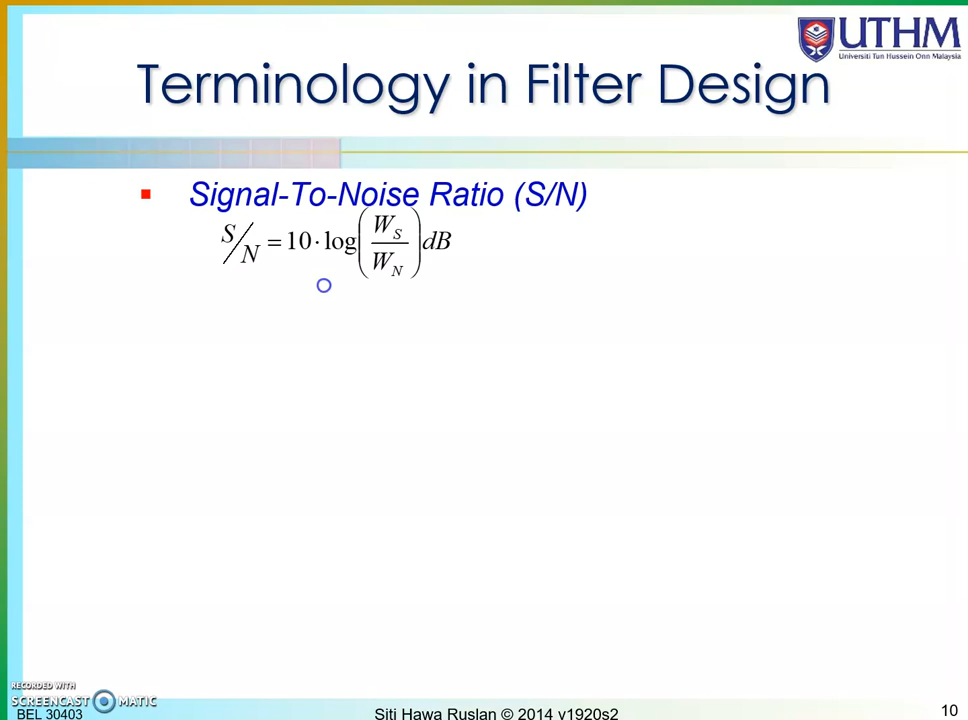 UTHM
Universiti Tun Hussein Onn Malaysia
Terminology in Filter Design
▪ Signal-To-Noise Ratio (S/N)
S/N = 10 · log(W_S/W_N) dB
RECORDED WITH
SCREENCAST MATIC
BEL 30403
Siti Hawa Ruslan © 2014 v1920s2
10